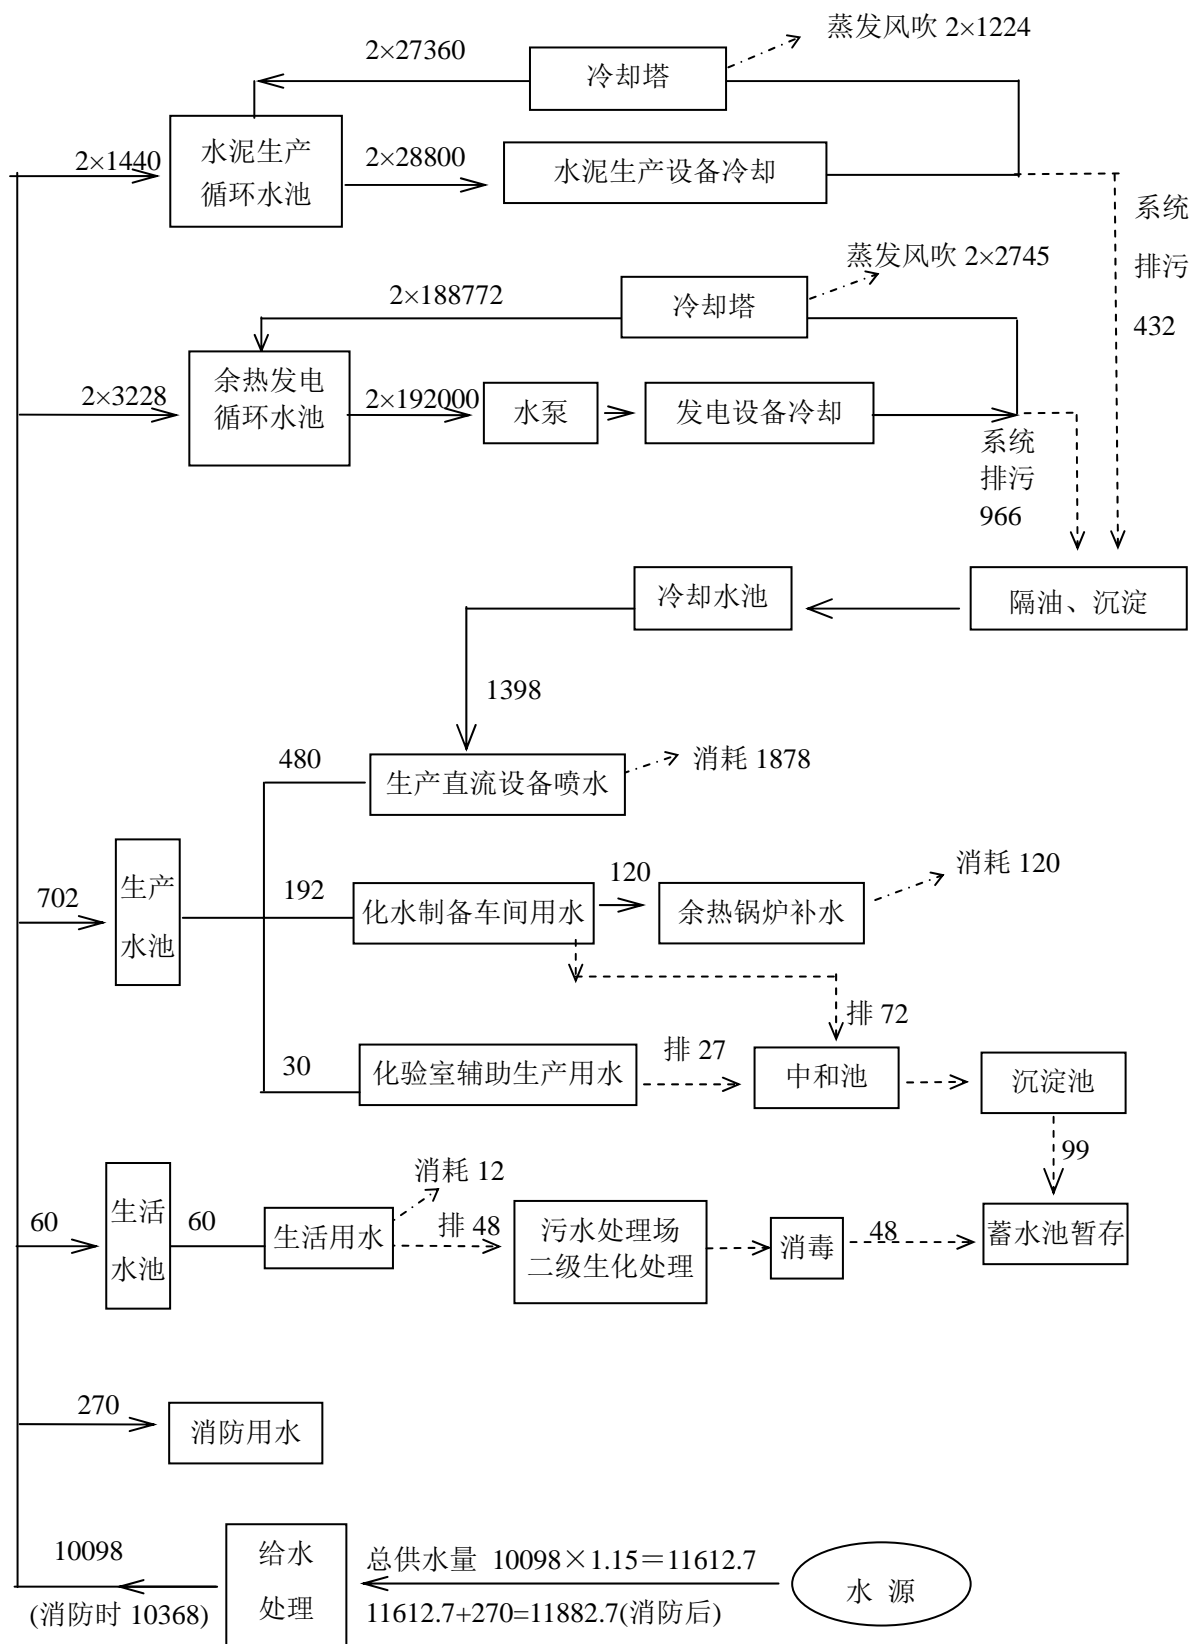 蒸发风吹 2×1224
2×27360
冷却塔
2×1440
水泥生产
循环水池
2×28800
水泥生产设备冷却
系统
排污
432
蒸发风吹 2×2745
2×188772
冷却塔
2×3228
余热发电
循环水池
2×192000
水泵
发电设备冷却
系统
排污
966
冷却水池
隔油、沉淀
1398
480
生产直流设备喷水
消耗 1878
702
生产
水池
192
化水制备车间用水
120
余热锅炉补水
消耗 120
排 72
30
化验室辅助生产用水
排 27
中和池
沉淀池
99
60
生活
水池
60
生活用水
消耗 12
排 48
污水处理场
二级生化处理
消毒
48
蓄水池暂存
270
消防用水
10098
(消防时 10368)
给水
处理
总供水量 10098×1.15＝11612.7
11612.7+270=11882.7(消防后)
水 源